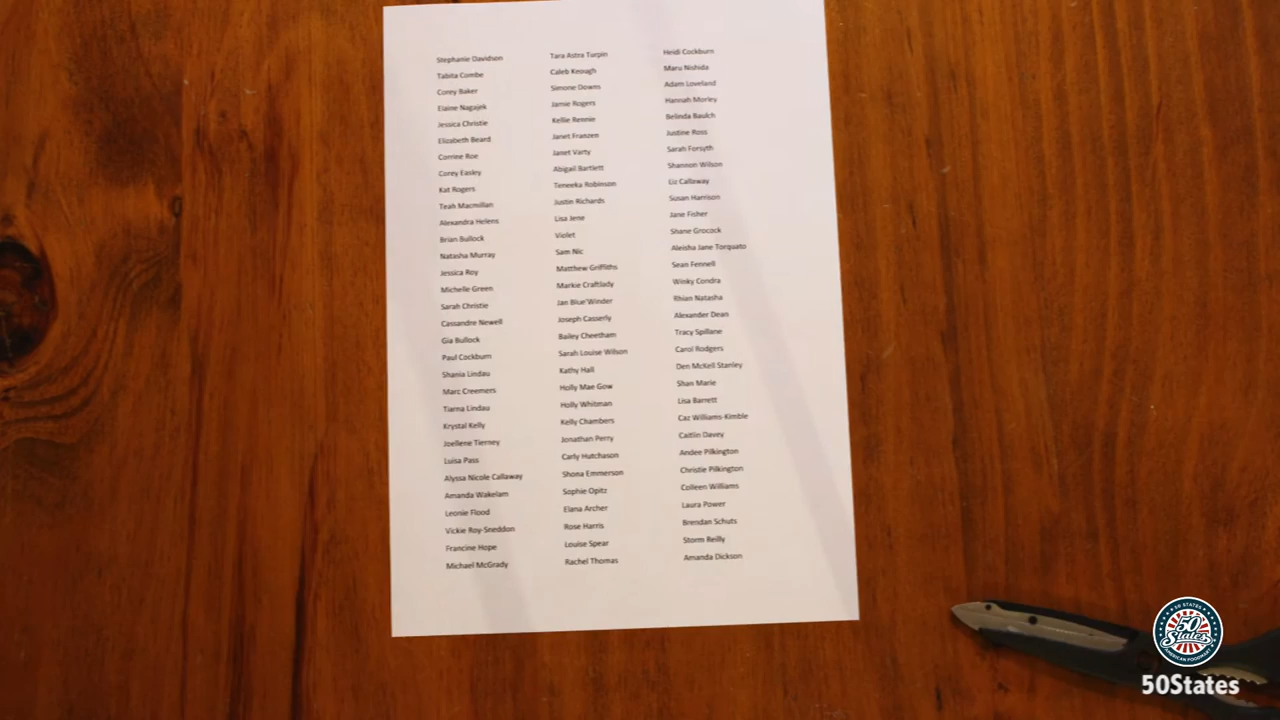 Stephanie Davidson
Tabita Combe
Corey Baker
Elaine Nagajek
Jessica Christie
Elizabeth Beard
Corrine Roe
Corey Easley
Kat Rogers
Teah Macmillan
Alexandra Helens
Brian Bullock
Natasha Murray
Jessica Roy
Michelle Green
Sarah Christie
Cassandre Newell
Gia Bullock
Paul Cockburn
Shania Lindau
Marc Creemers
Tiarna Lindau
Krystal Kelly
Joellene Tierney
Luisa Pass
Alyssa Nicole Callaway
Amanda Wakelam
Leonie Flood
Vickie Roy-Sneddon
Francine Hope
Michael McGrady
Tara Astra Turpin
Caleb Keough
Simone Downs
Jamie Rogers
Kellie Rennie
Janet Franzen
Janet Varty
Abigail Bartlett
Teneeka Robinson
Justin Richards
Lisa Jene
Violet
Sam Nic
Matthew Griffiths
Markie Craftlady
Jan Blue'Winder
Joseph Casserly
Bailey Cheetham
Sarah Louise Wilson
Kathy Hall
Holly Mae Gow
Holly Whitman
Kelly Chambers
Jonathan Perry
Carly Hutchason
Shona Emmerson
Sophie Opitz
Elana Archer
Rose Harris
Louise Spear
Rachel Thomas
Heidi Cockburn
Maru Nishida
Adam Loveland
Hannah Morley
Belinda Baulch
Justine Ross
Sarah Forsyth
Shannon Wilson
Liz Callaway
Susan Harrison
Jane Fisher
Shane Grocock
Aleisha Jane Torquato
Sean Fennell
Winky Condra
Rhian Natasha
Alexander Dean
Tracy Spillane
Carol Rodgers
Den McKell Stanley
Shan Marie
Lisa Barrett
Caz Williams-Kimble
Caitlin Davey
Andee Pilkington
Christie Pilkington
Colleen Williams
Laura Power
Brendan Schuts
Storm Reilly
Amanda Dickson
50 STATES
50
States
AMERICAN FOODMART
50States